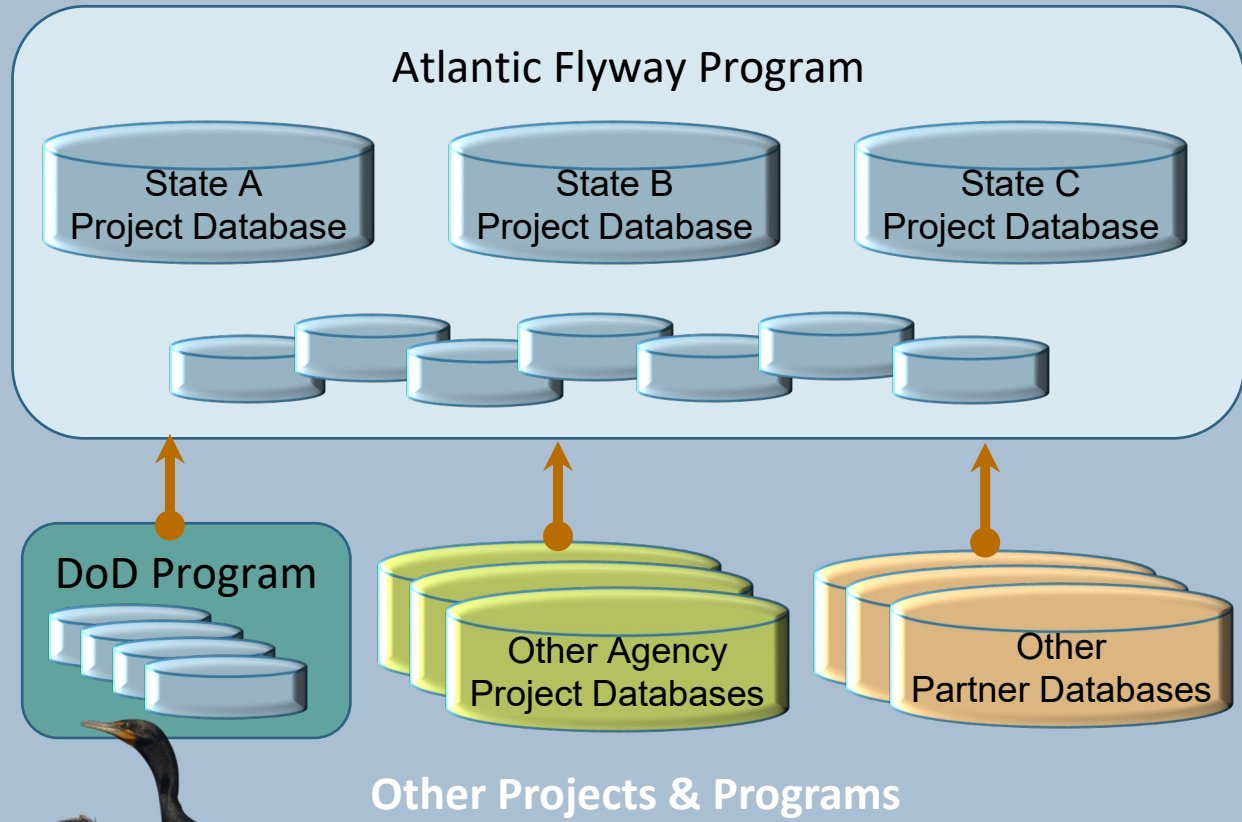 Atlantic Flyway Program
State A
Project Database
State B
Project Database
State C
Project Database
DoD Program
Other Agency
Project Databases
Other
Partner Databases
Other Projects & Programs